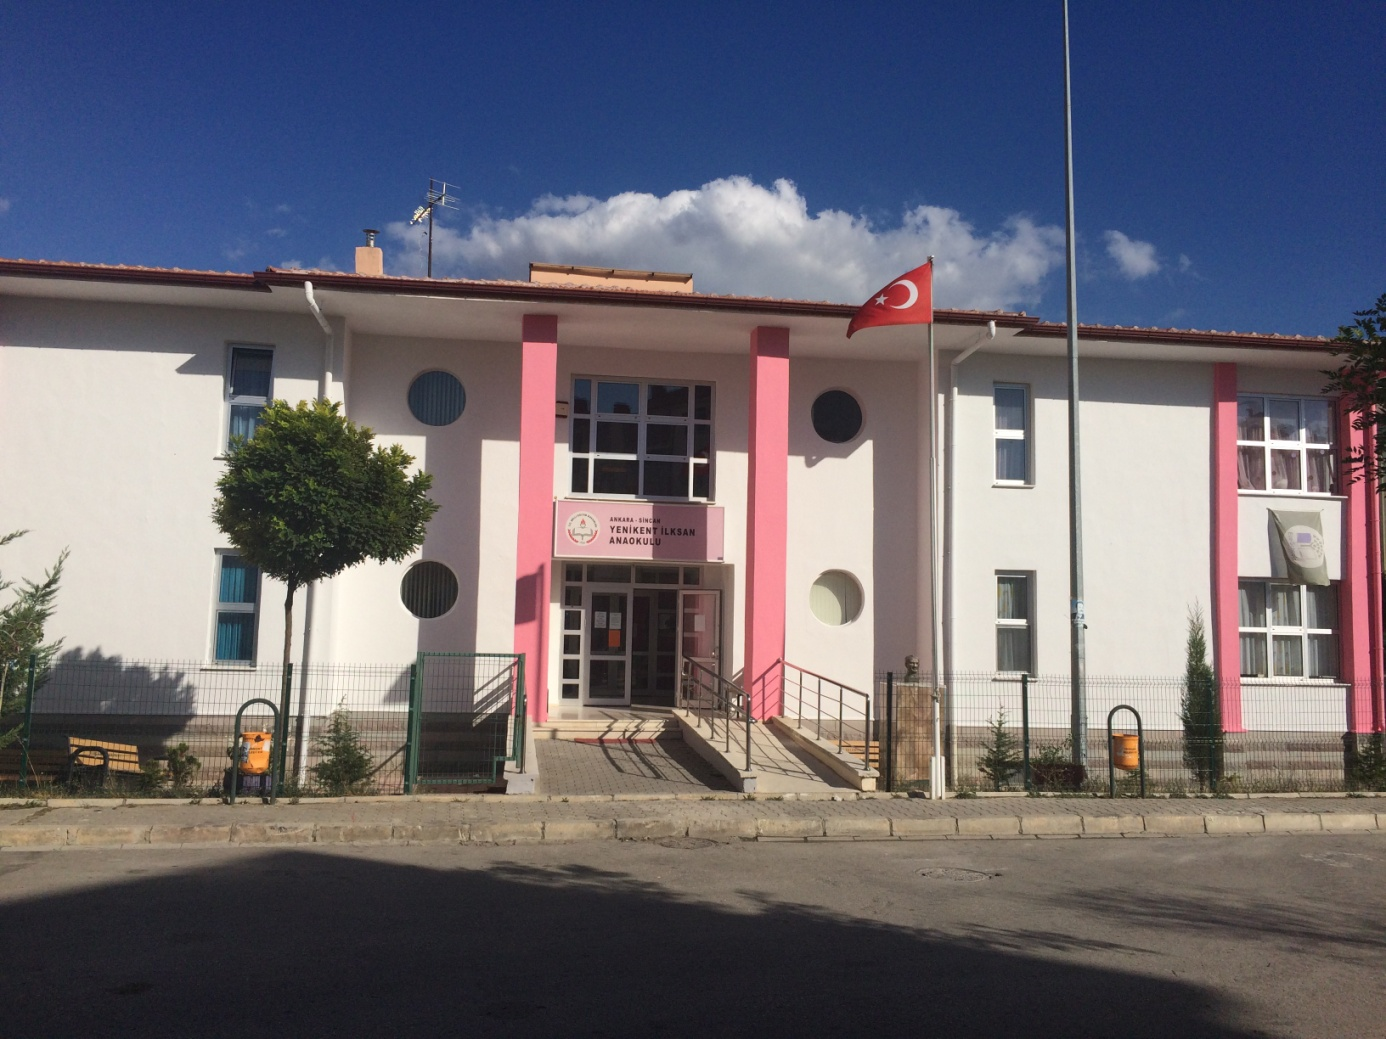 ANKARA - SİNCAN
YENİKENT İLKSAN
ANAOKULU